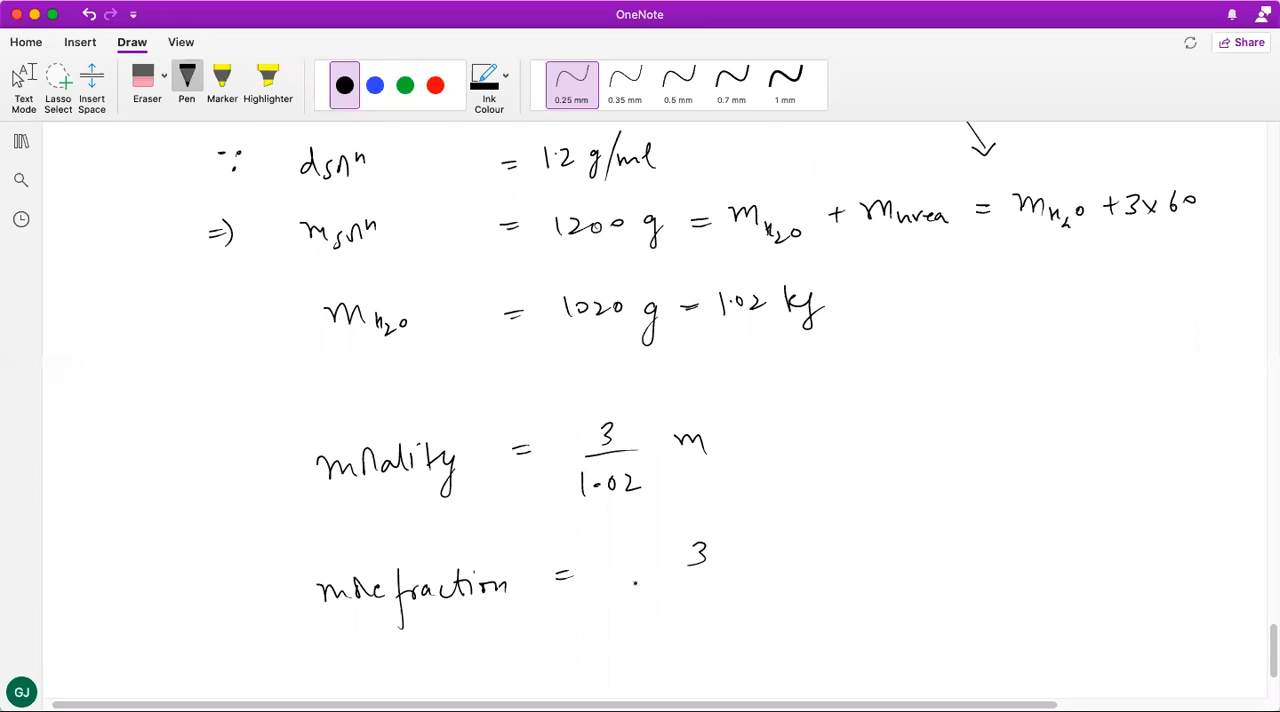 OneNote
Home Insert Draw View
Share
Text Mode
Lasso Select
Insert Space
Eraser
Pen
Marker
Highlighter
Ink Colour
0.25 mm
0.35 mm
0.5 mm
0.7 mm
1 mm
∵ dsolⁿ = 1.2 g/ml
⇒) msolⁿ = 1200 g = mH₂O + murea = mH₂O + 3×60
mH₂O = 1020 g = 1.02 kg
molality = 3/1.02 m
molefraction = 3
GJ